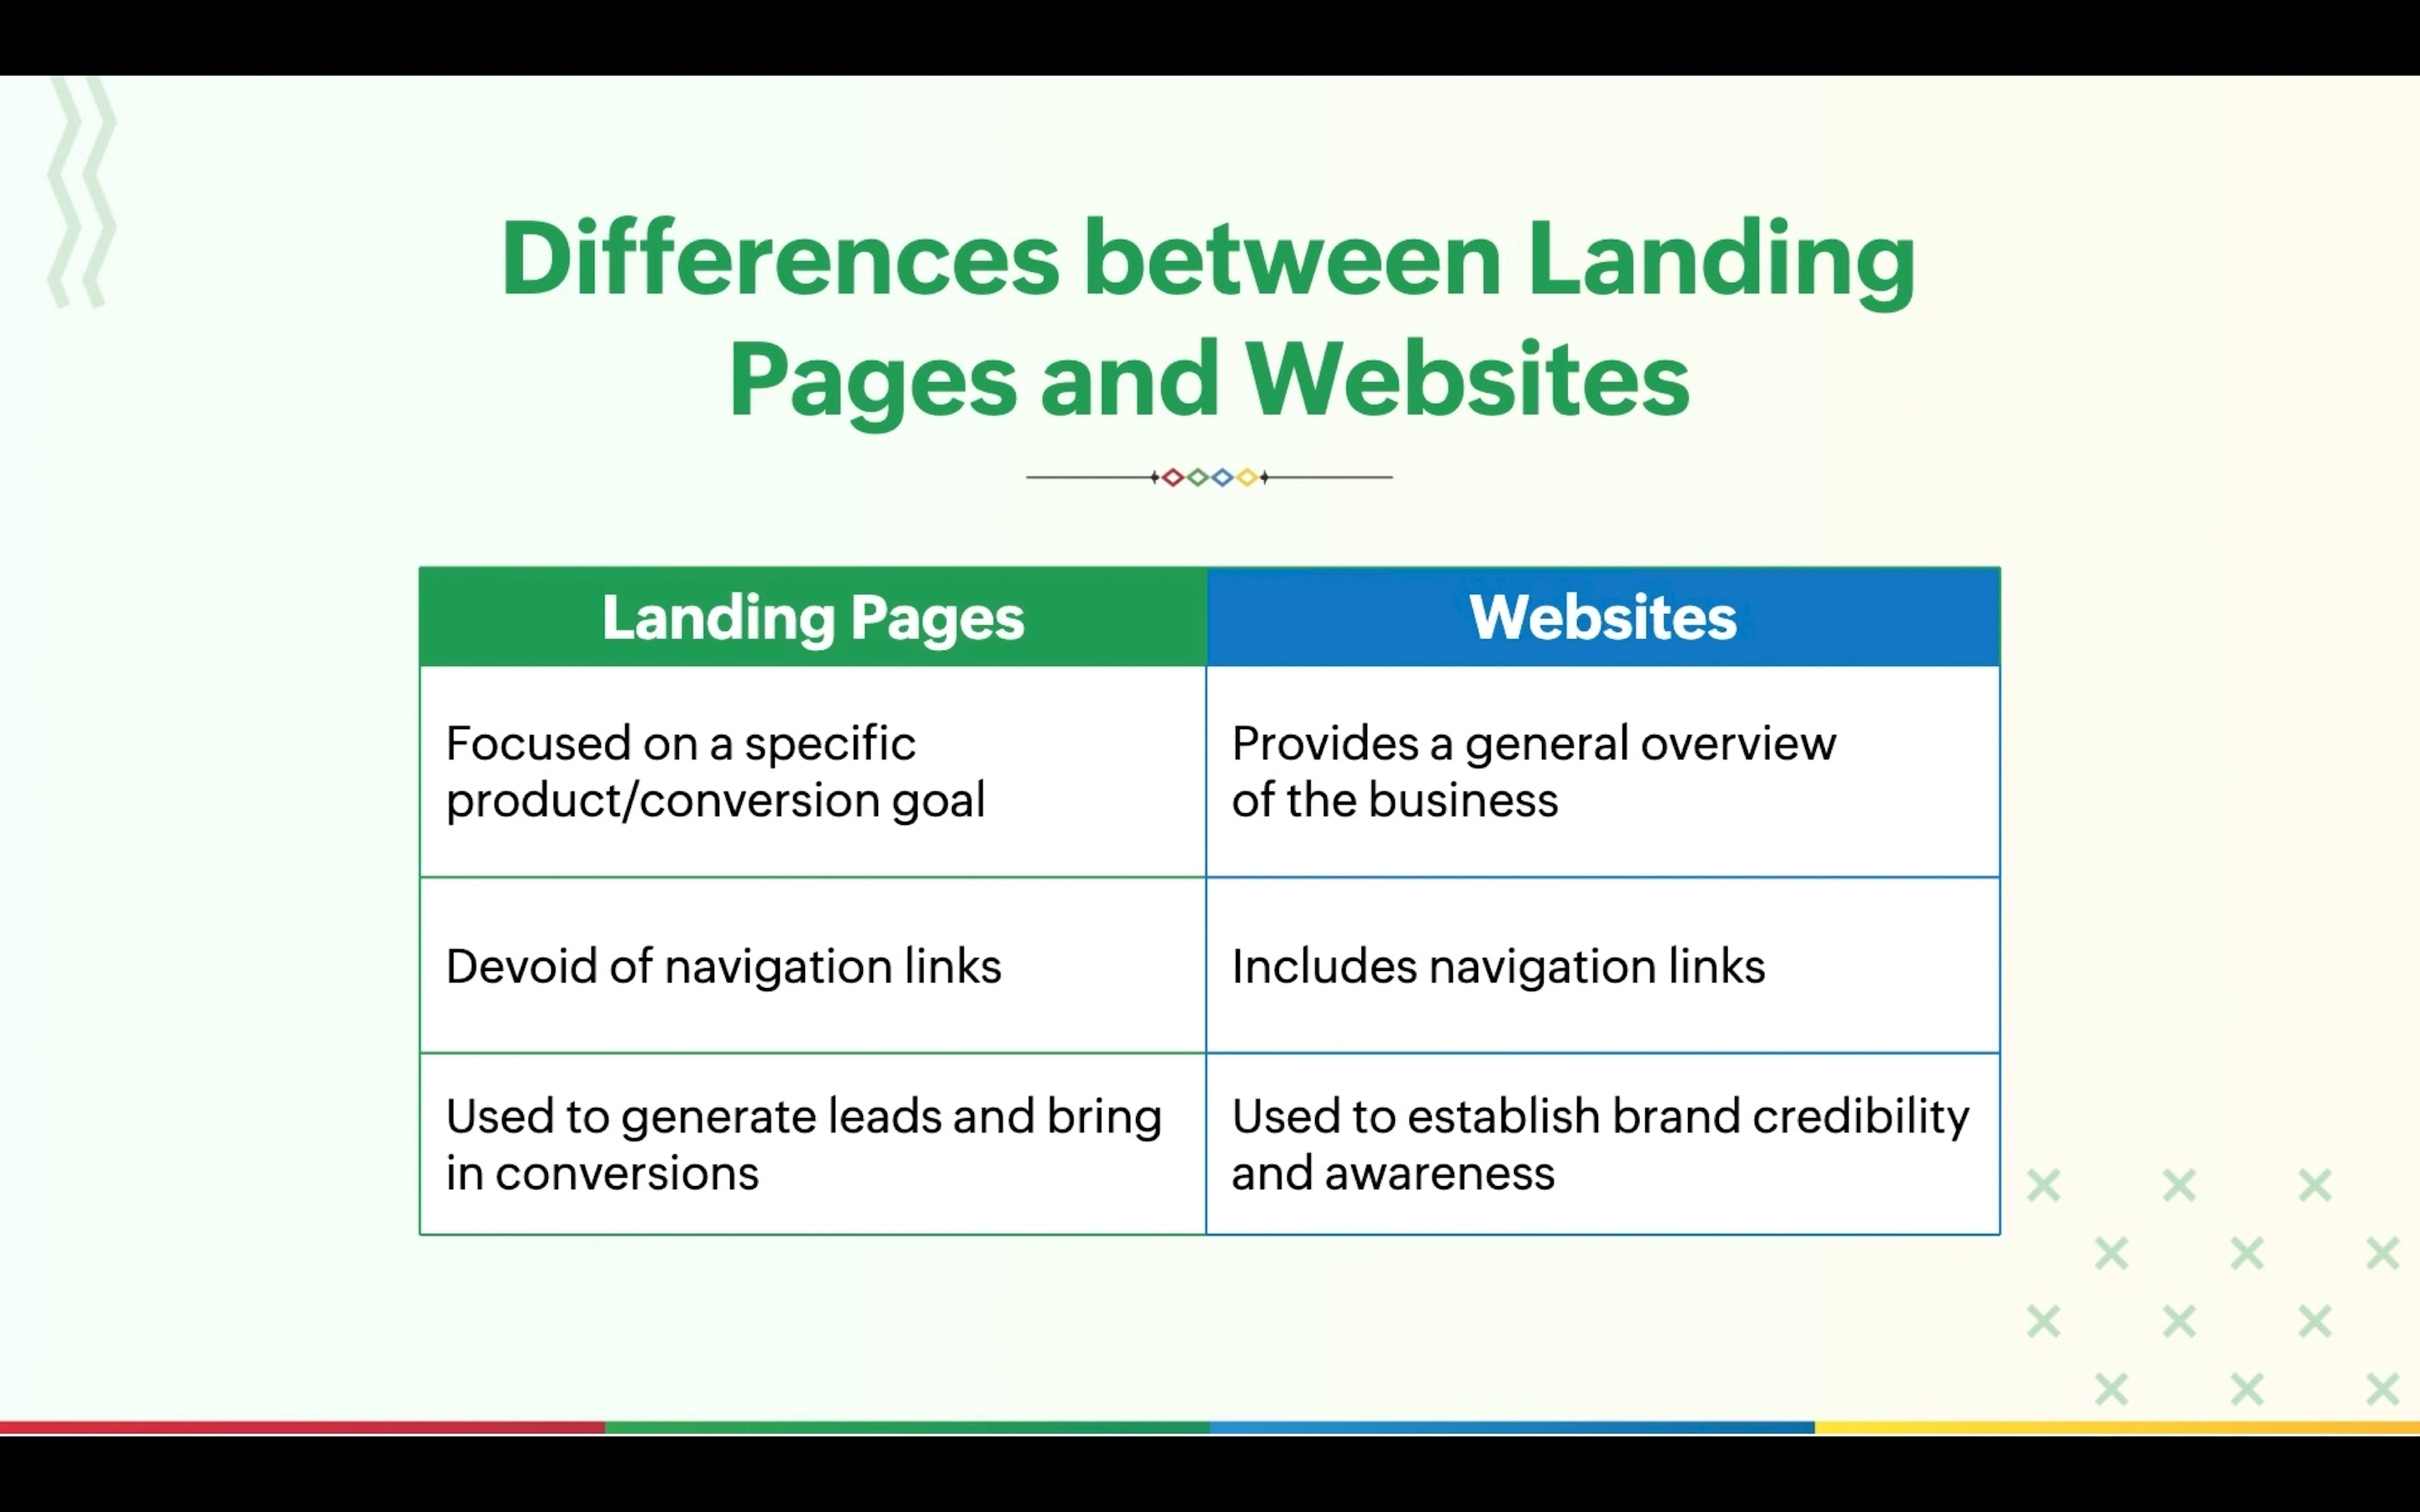 Differences between Landing
Pages and Websites
Landing Pages
Websites
Focused on a specific
product/conversion goal
Provides a general overview
of the business
Devoid of navigation links
Includes navigation links
Used to generate leads and bring
in conversions
Used to establish brand credibility
and awareness